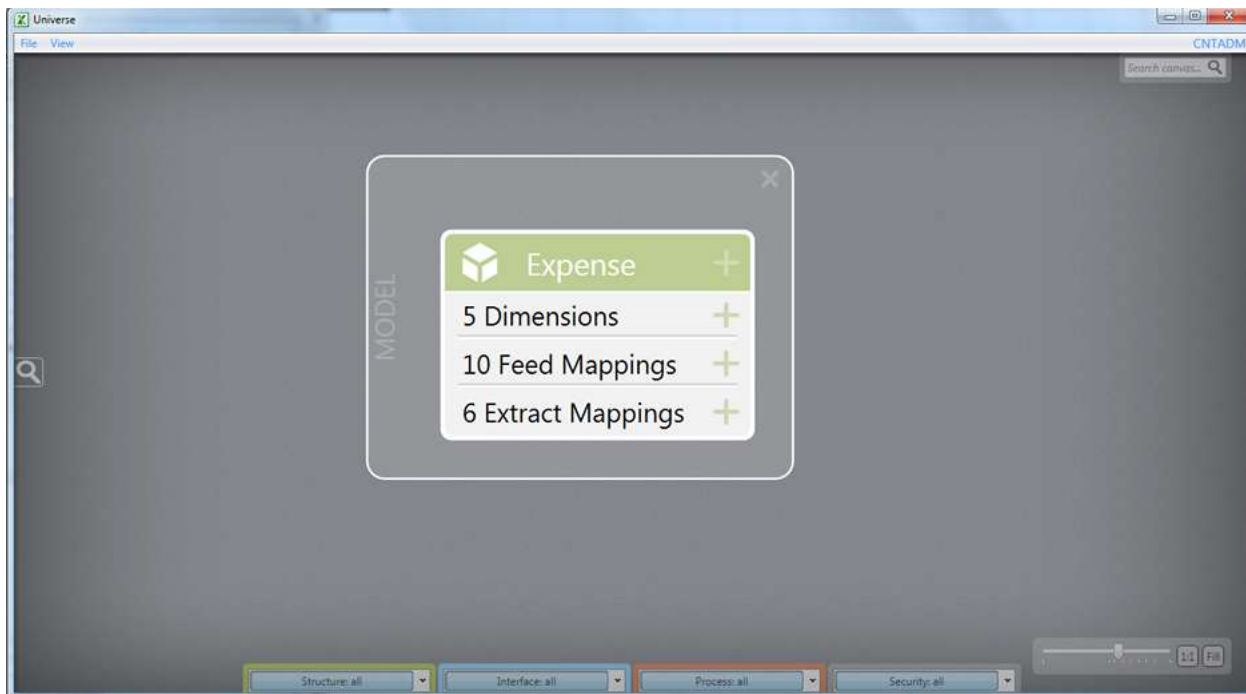 Universe
File View
CNTADM
Search canvas...
MODEL
Expense
5 Dimensions
10 Feed Mappings
6 Extract Mappings
1:1 Fill
Structure: all
Interface: all
Process: all
Security: all